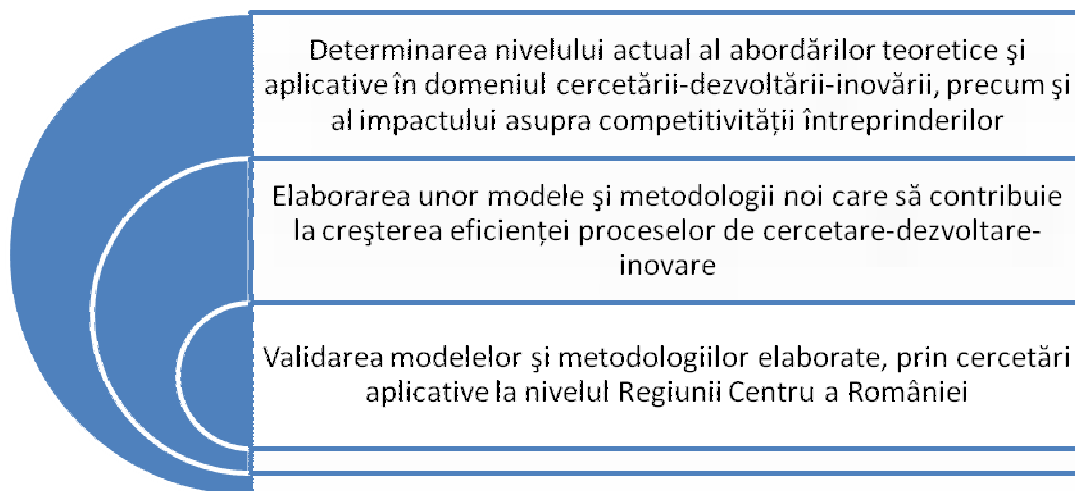 Determinarea nivelului actual al abordărilor teoretice şi
aplicative în domeniul cercetării-dezvoltării-inovării, precum şi
al impactului asupra competitivității întreprinderilor
Elaborarea unor modele şi metodologii noi care să contribuie
la creşterea eficienței proceselor de cercetare-dezvoltare-
inovare
Validarea modelelor şi metodologiilor elaborate, prin cercetări
aplicative la nivelul Regiunii Centru a României